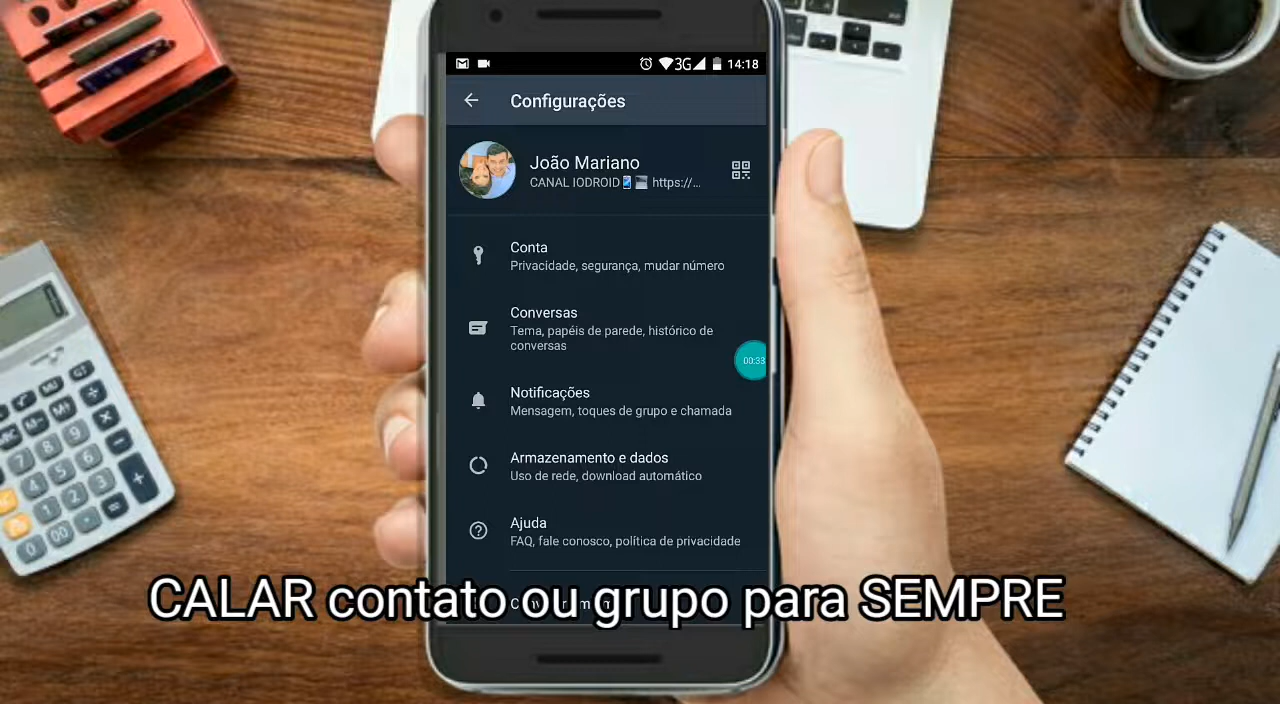 3G 14:18
Configurações
João Mariano
CANAL IODROID📱💻 https://...
Conta
Privacidade, segurança, mudar número
Conversas
Tema, papéis de parede, histórico de
conversas
00:33
Notificações
Mensagem, toques de grupo e chamada
Armazenamento e dados
Uso de rede, download automático
Ajuda
FAQ, fale conosco, política de privacidade
CALAR contato ou grupo para SEMPRE